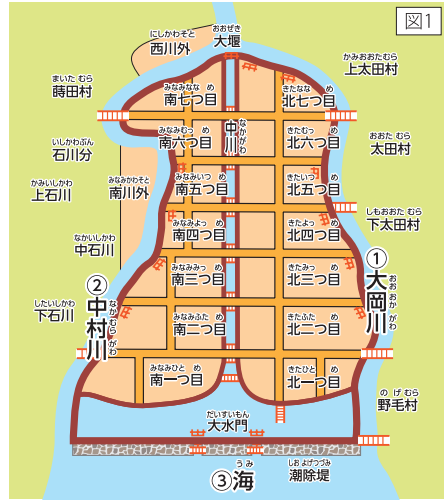 図1
おおぜき
大堰
にしかわそと
西川外
かみおおたむら
上太田村
まいたむら
蒔田村
みなみななめ
南七つ目
きたななめ
北七つ目
なかがわ
中川
いしかわぶん
石川分
みなみむっめ
南六つ目
きたむっめ
北六つ目
おおたむら
太田村
かみいしかわ
上石川
みなみかわそと
南川外
みなみいつめ
南五つ目
きたいつめ
北五つ目
しもおおたむら
下太田村
なかいしかわ
中石川
みなみよっめ
南四つ目
きたよっめ
北四つ目
①大岡川
おおおかがわ
みなみみっめ
南三つ目
きたみっめ
北三つ目
②中村川
なかむらがわ
したいしかわ
下石川
みなみふため
南二つ目
きたふため
北二つ目
みなみひとめ
南一つ目
きたひとめ
北一つ目
のげむら
野毛村
だいすいもん
大水門
うみ
③海
しおよけづつみ
潮除堤